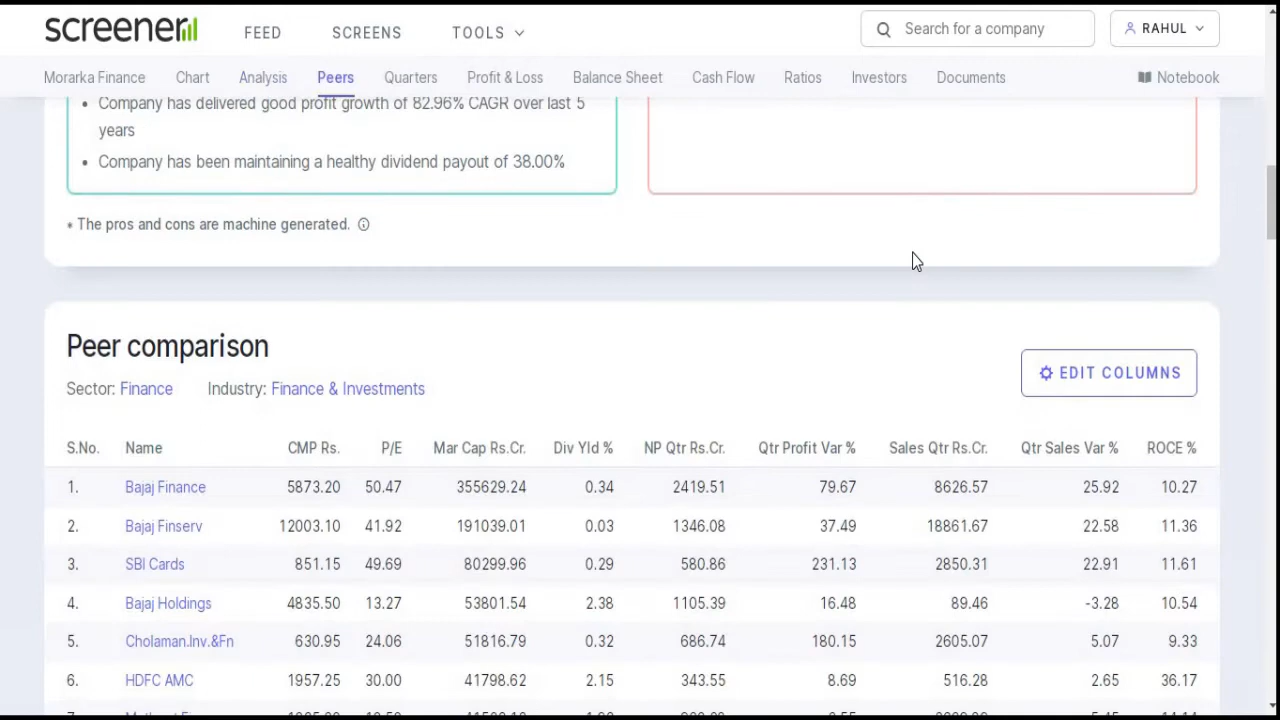 screener FEED SCREENS TOOLS Search for a company RAHUL
Morarka Finance Chart Analysis Peers Quarters Profit & Loss Balance Sheet Cash Flow Ratios Investors Documents Notebook
• Company has delivered good profit growth of 82.96% CAGR over last 5
years
• Company has been maintaining a healthy dividend payout of 38.00%
* The pros and cons are machine generated.
Peer comparison
EDIT COLUMNS
Sector: Finance Industry: Finance & Investments
S.No. Name CMP Rs. P/E Mar Cap Rs.Cr. Div Yld % NP Qtr Rs.Cr. Qtr Profit Var % Sales Qtr Rs.Cr. Qtr Sales Var % ROCE %
1. Bajaj Finance 5873.20 50.47 355629.24 0.34 2419.51 79.67 8626.57 25.92 10.27
2. Bajaj Finserv 12003.10 41.92 191039.01 0.03 1346.08 37.49 18861.67 22.58 11.36
3. SBI Cards 851.15 49.69 80299.96 0.29 580.86 231.13 2850.31 22.91 11.61
4. Bajaj Holdings 4835.50 13.27 53801.54 2.38 1105.39 16.48 89.46 -3.28 10.54
5. Cholaman.Inv.&Fn 630.95 24.06 51816.79 0.32 686.74 180.15 2605.07 5.07 9.33
6. HDFC AMC 1957.25 30.00 41798.62 2.15 343.55 8.69 516.28 2.65 36.17